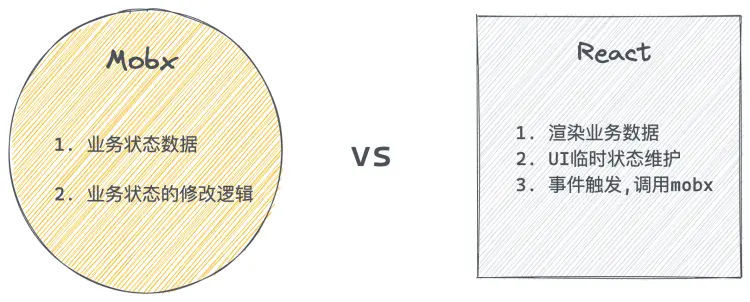 Mobx
1. 业务状态数据
2. 业务状态的修改逻辑
vs
React
1. 渲染业务数据
2. UI临时状态维护
3. 事件触发,调用mobx